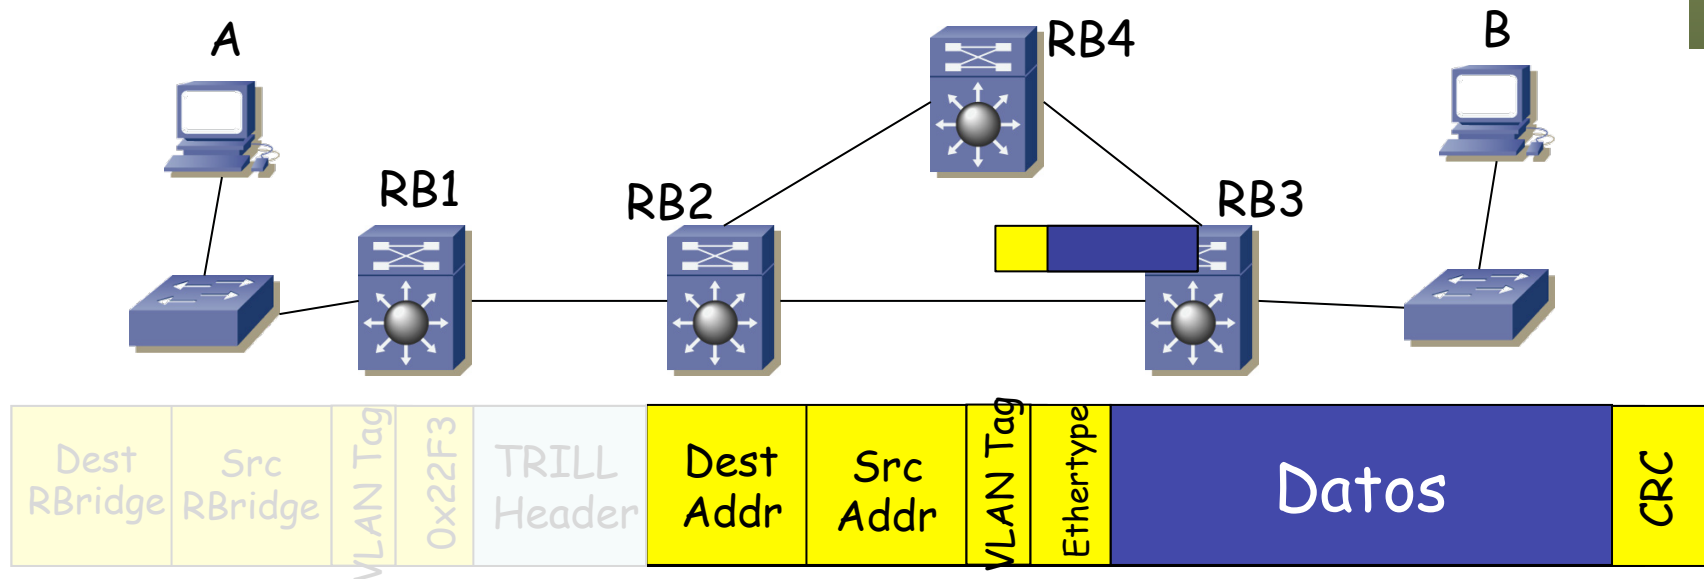 A
RB4
B
RB1
RB2
RB3
Dest
RBridge
Src
RBridge
VLAN Tag
0x22F3
TRILL
Header
Dest
Addr
Src
Addr
VLAN Tag
Ethertype
Datos
CRC